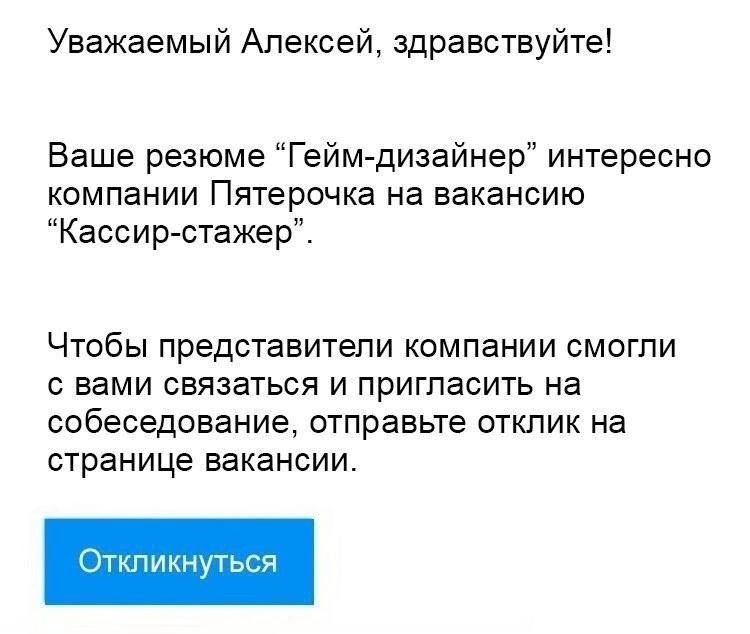 Уважаемый Алексей, здравствуйте!
Ваше резюме “Гейм-дизайнер” интересно
компании Пятерочка на вакансию
“Кассир-стажер”.
Чтобы представители компании смогли
с вами связаться и пригласить на
собеседование, отправьте отклик на
странице вакансии.
Откликнуться